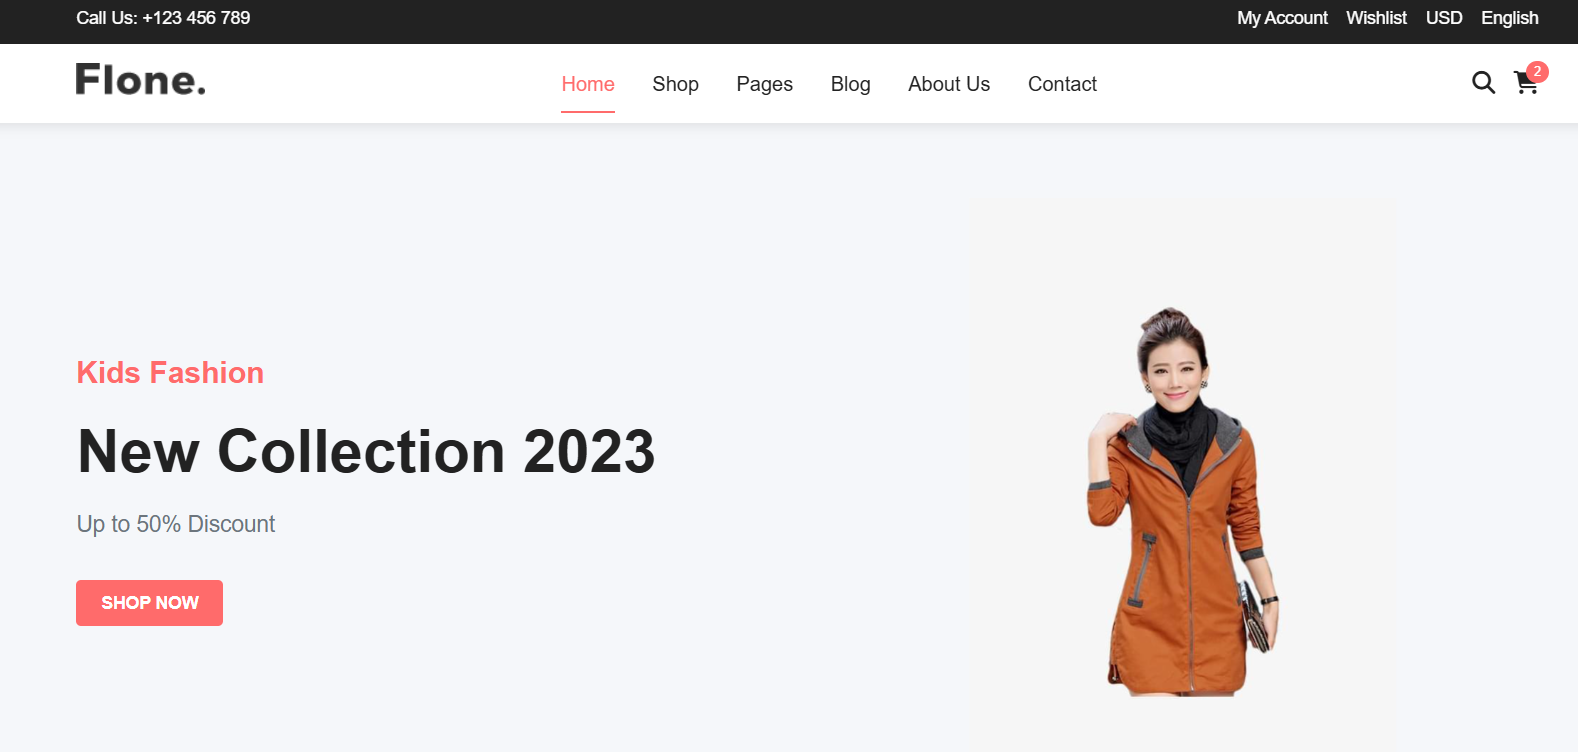 Call Us: +123 456 789
My Account Wishlist USD English
Flone.
Home Shop Pages Blog About Us Contact
2
Kids Fashion
New Collection 2023
Up to 50% Discount
SHOP NOW